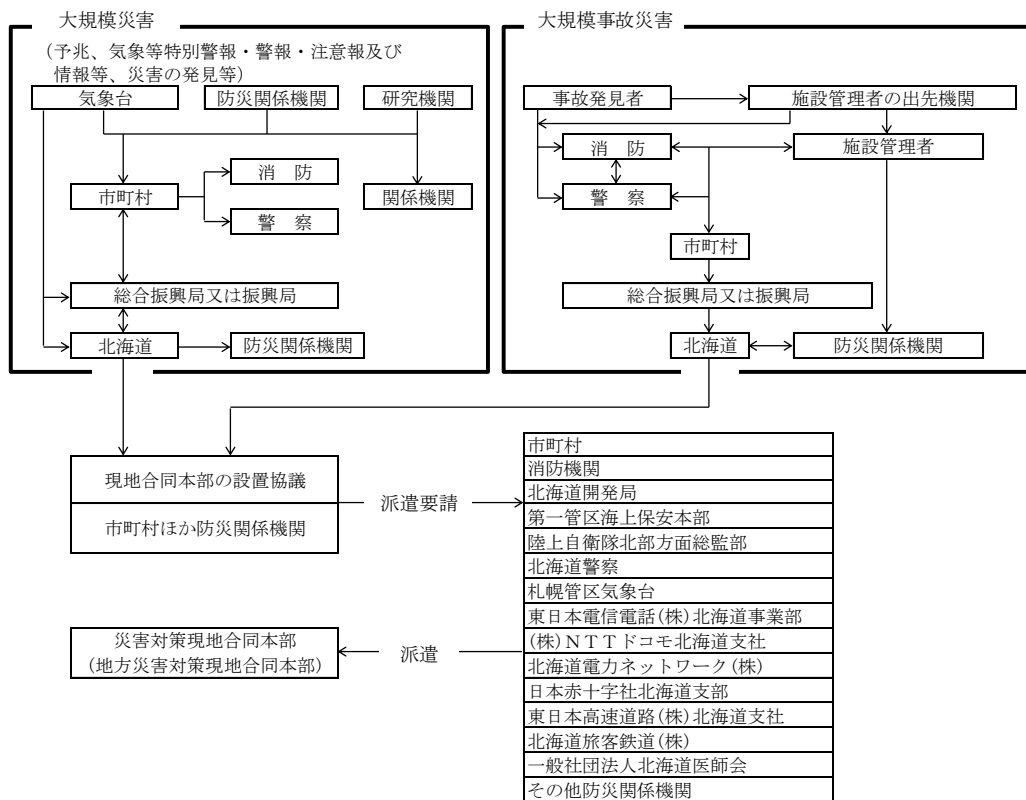 大規模災害
(予兆、気象等特別警報・警報・注意報及び
情報等、災害の発見等)
気象台
防災関係機関
研究機関
市町村
消　防
警　察
関係機関
総合振興局又は振興局
北海道
防災関係機関
大規模事故災害
事故発見者
施設管理者の出先機関
消　防
施設管理者
警　察
市町村
総合振興局又は振興局
北海道
防災関係機関
現地合同本部の設置協議
市町村ほか防災関係機関
派遣要請
市町村
消防機関
北海道開発局
第一管区海上保安本部
陸上自衛隊北部方面総監部
北海道警察
札幌管区気象台
東日本電信電話(株)北海道事業部
(株)ＮＴＴドコモ北海道支社
北海道電力ネットワーク(株)
日本赤十字社北海道支部
東日本高速道路(株)北海道支社
北海道旅客鉄道(株)
一般社団法人北海道医師会
その他防災関係機関
派遣
災害対策現地合同本部
(地方災害対策現地合同本部)